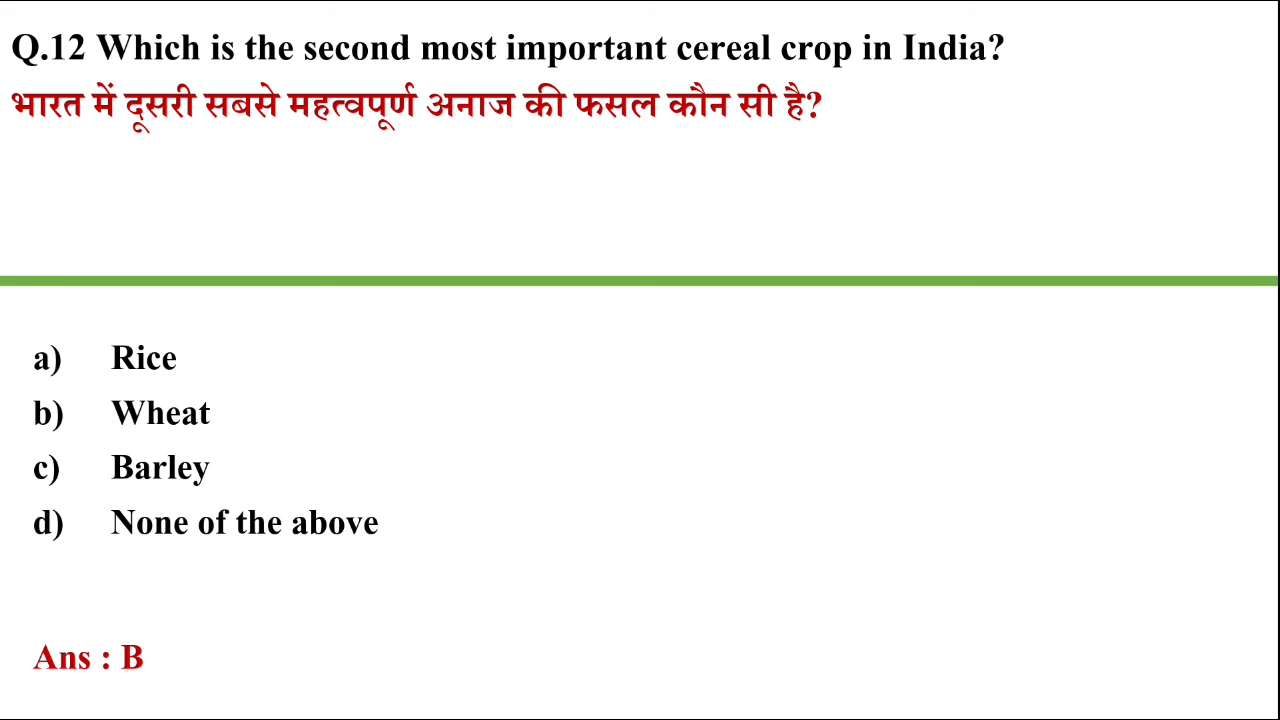 Q.12 Which is the second most important cereal crop in India?
भारत में दूसरी सबसे महत्वपूर्ण अनाज की फसल कौन सी है?
a) Rice
b) Wheat
c) Barley
d) None of the above
Ans : B